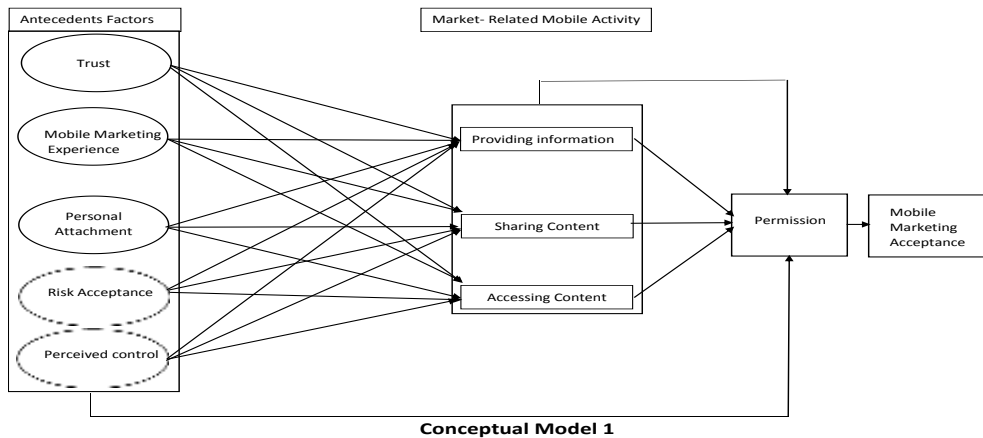 Antecedents Factors
Market- Related Mobile Activity
Trust
Mobile Marketing
Experience
Personal
Attachment
Risk Acceptance
Perceived control
Providing information
Sharing Content
Accessing Content
Permission
Mobile
Marketing
Acceptance
Conceptual Model 1